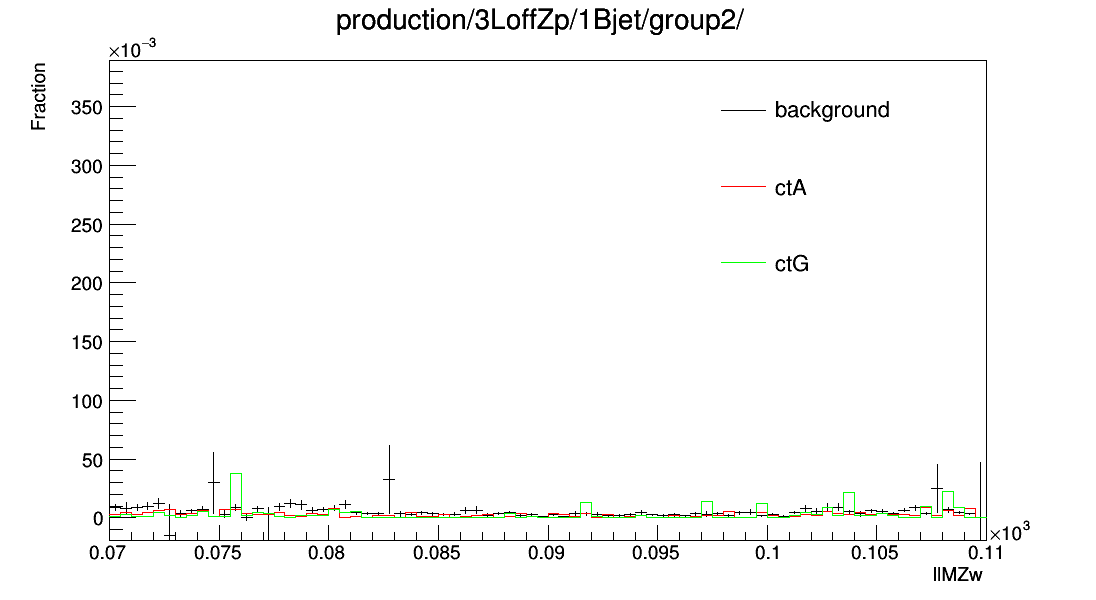 production/3LoffZp/1Bjet/group2/
×10⁻³
Fraction
350
300
250
200
150
100
50
0
background
ctA
ctG
0.07 0.075 0.08 0.085 0.09 0.095 0.1 0.105 0.11
×10³
llMZw